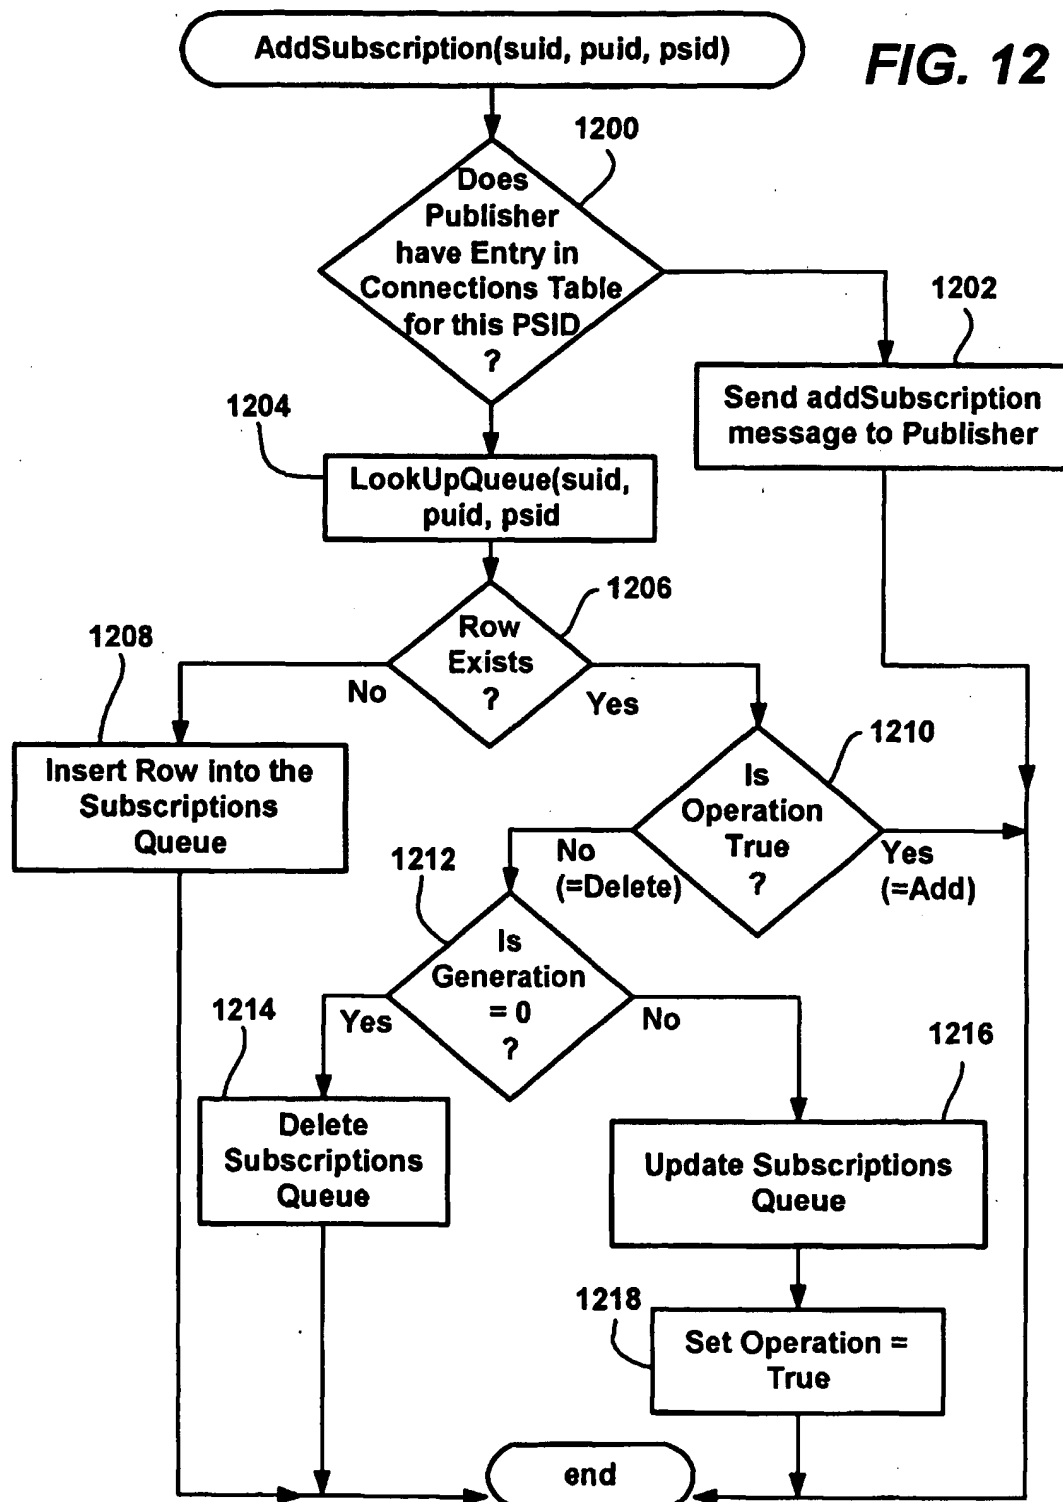 AddSubscription(suid, puid, psid)
FIG. 12
1200
Does
Publisher
have Entry in
Connections Table
for this PSID
?
1202
Send addSubscription
message to Publisher
1204
LookUpQueue(suid,
puid, psid
1206
Row
Exists
?
No
Yes
1208
Insert Row into the
Subscriptions
Queue
1210
Is
Operation
True
?
No
(=Delete)
Yes
(=Add)
1212
Is
Generation
= 0
?
Yes
No
1214
Delete
Subscriptions
Queue
1216
Update Subscriptions
Queue
1218
Set Operation =
True
end